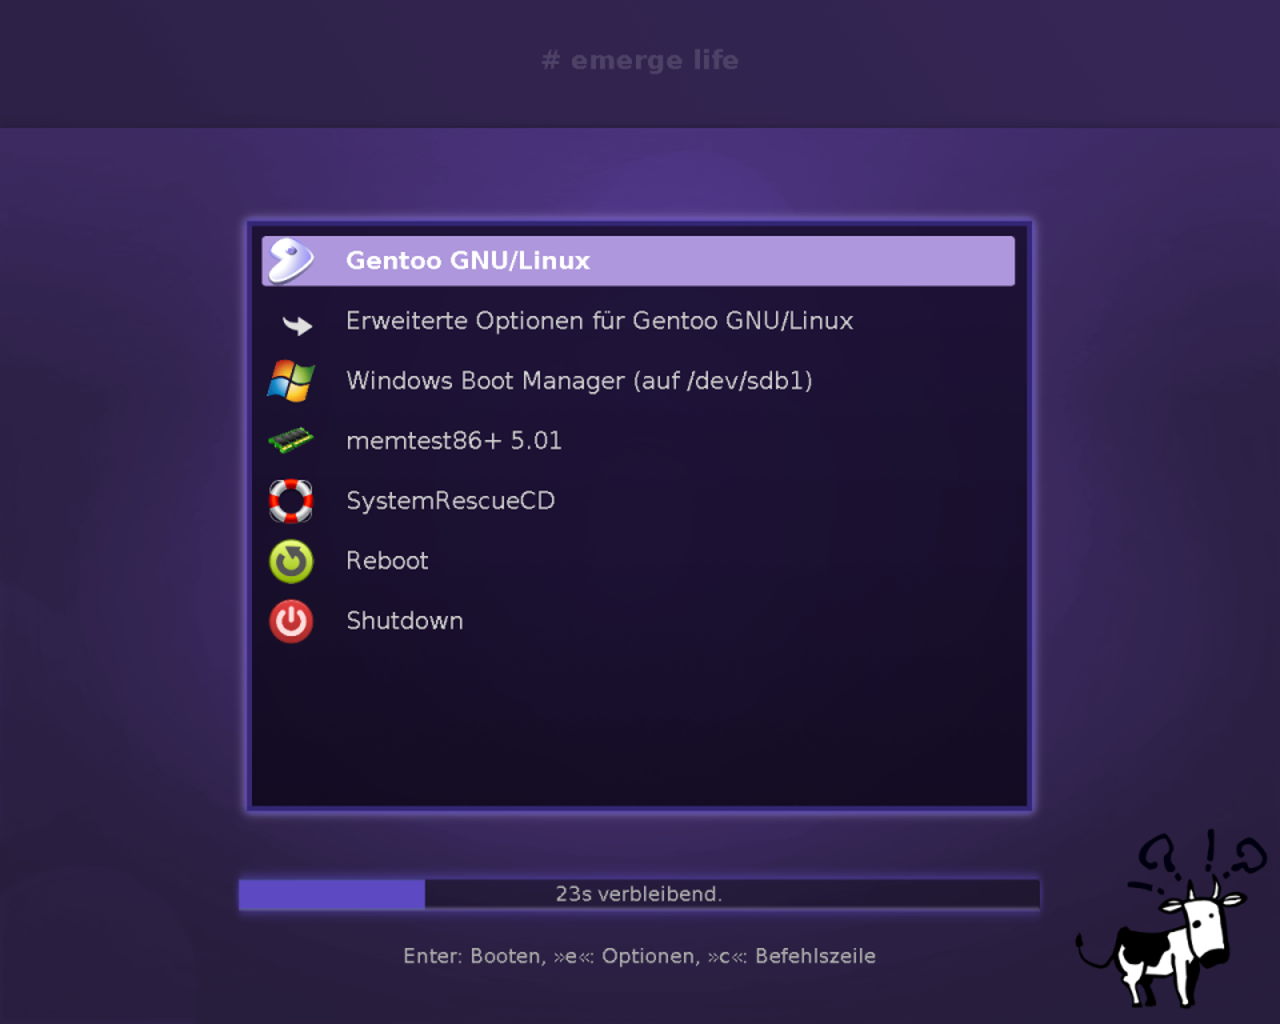 # emerge life
Gentoo GNU/Linux
Erweiterte Optionen für Gentoo GNU/Linux
Windows Boot Manager (auf /dev/sdb1)
memtest86+ 5.01
SystemRescueCD
Reboot
Shutdown
23s verbleibend.
Enter: Booten, »e«: Optionen, »c«: Befehlszeile
? ! ?